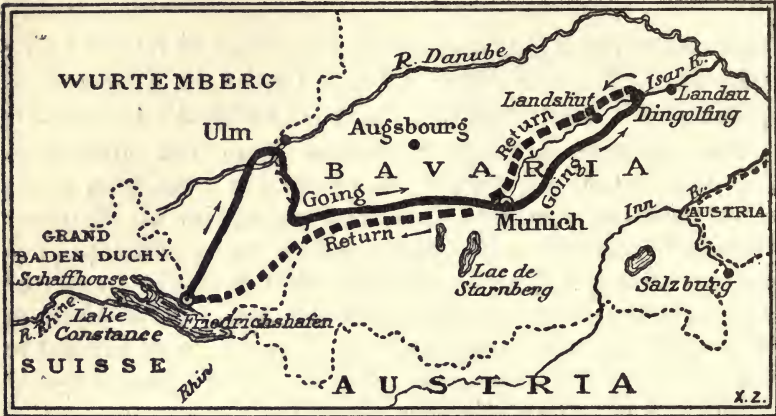 R. Danube
WURTEMBERG
Isar R.
Landshut
Landau
Ulm
Return
Dingolfing
Augsbourg
BAVARIA
Going
Going
Munich
Inn R.
AUSTRIA
Return
GRAND
BADEN DUCHY
Schaffhouse
Lac de
Starnberg
Salzburg
R. Rhine
Lake
Constance
Friedrichshafen
SUISSE
Rhin
AUSTRIA
X.Z.